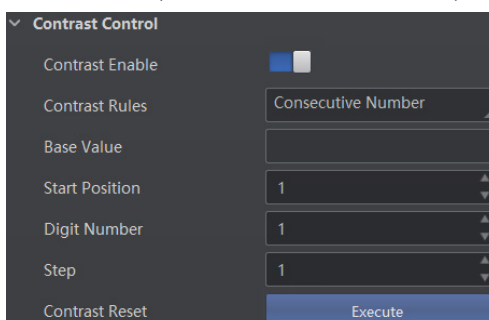 Contrast Control
Contrast Enable
Contrast Rules Consecutive Number
Base Value
Start Position 1
Digit Number 1
Step 1
Contrast Reset Execute